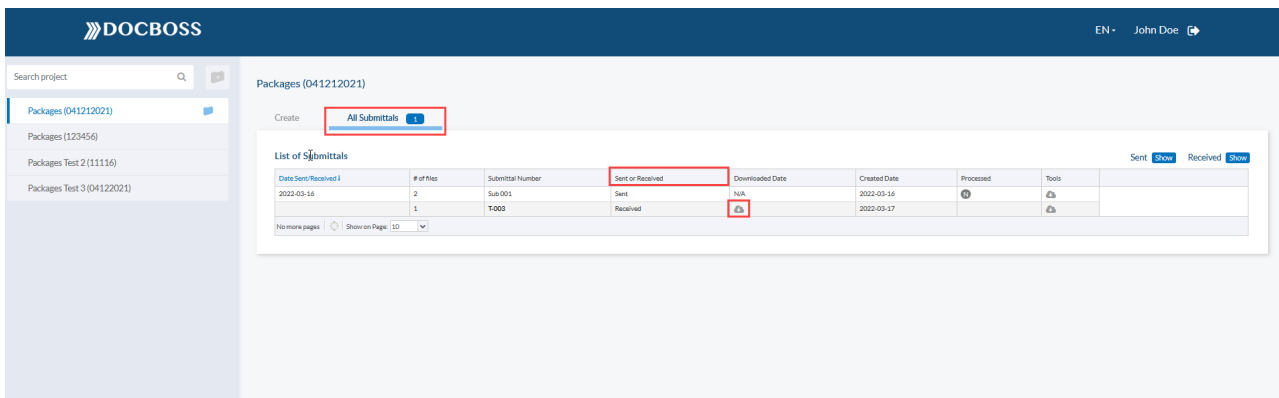 DOCBOSS
EN
John Doe
Search project
Packages (041212021)
Packages (123456)
Packages Test 2 (11116)
Packages Test 3 (04122021)
Packages (041212021)
Create
All Submittals 1
List of Submittals
Sent Show Received Show
Date Sent/Received # of files Submittal Number Sent or Received Downloaded Date Created Date Processed Tools
2022-03-16 2 Sub 001 Sent N/A 2022-03-16 N
1 T-003 Received 2022-03-17
No more pages Show on Page: 10